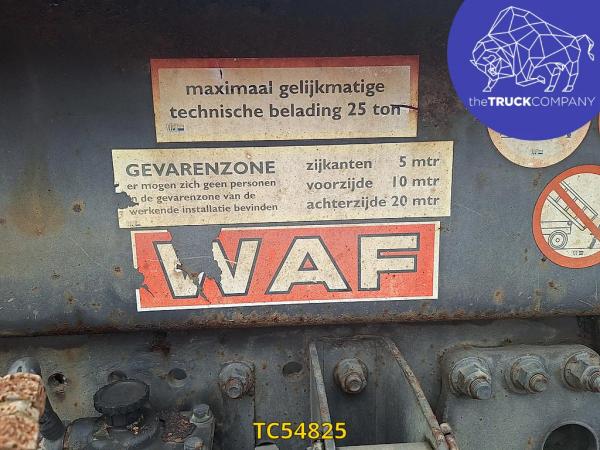 theTRUCKCOMPANY
maximaal gelijkmatige
technische belading 25 ton
GEVARENZONE zijkanten 5 mtr
er mogen zich geen personen voorzijde 10 mtr
in de gevarenzone van de achterzijde 20 mtr
werkende installatie bevinden
WAF
TC54825